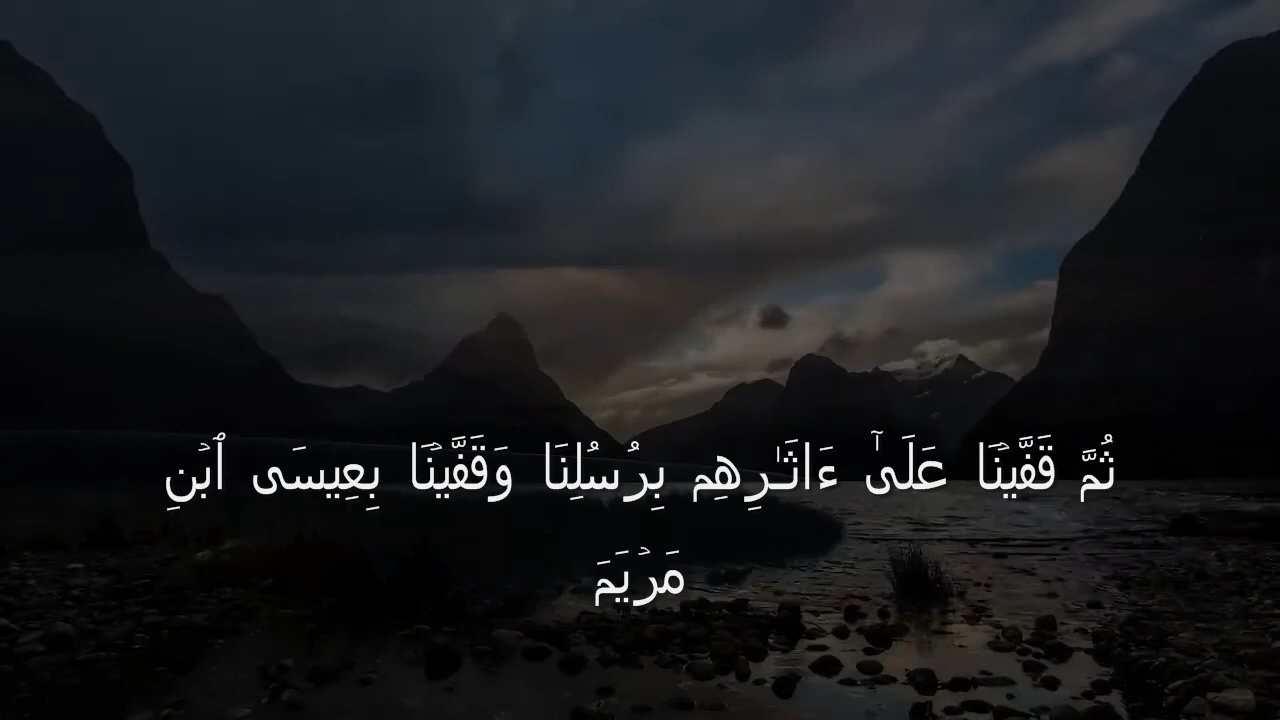 ثُمَّ قَفَّيۡنَا عَلَىٰٓ ءَاثَـٰرِهِم بِرُسُلِنَا وَقَفَّيۡنَا بِعِيسَى ٱبۡنِ
مَرۡيَمَ